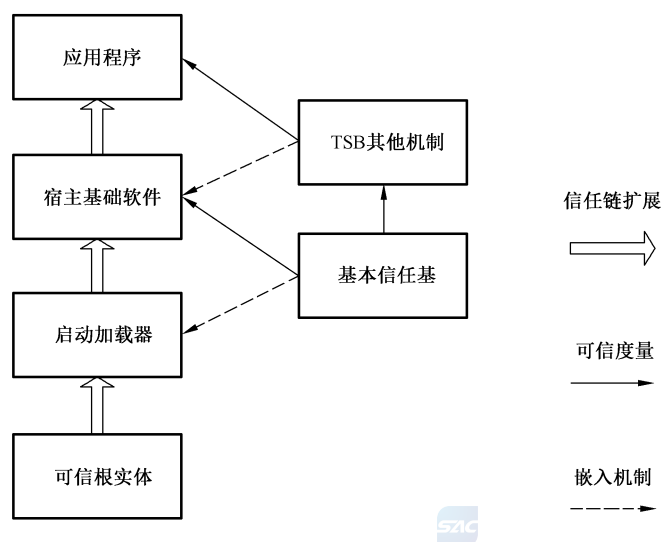 应用程序
TSB其他机制
宿主基础软件
信任链扩展
基本信任基
启动加载器
可信度量
可信根实体
嵌入机制
SAC